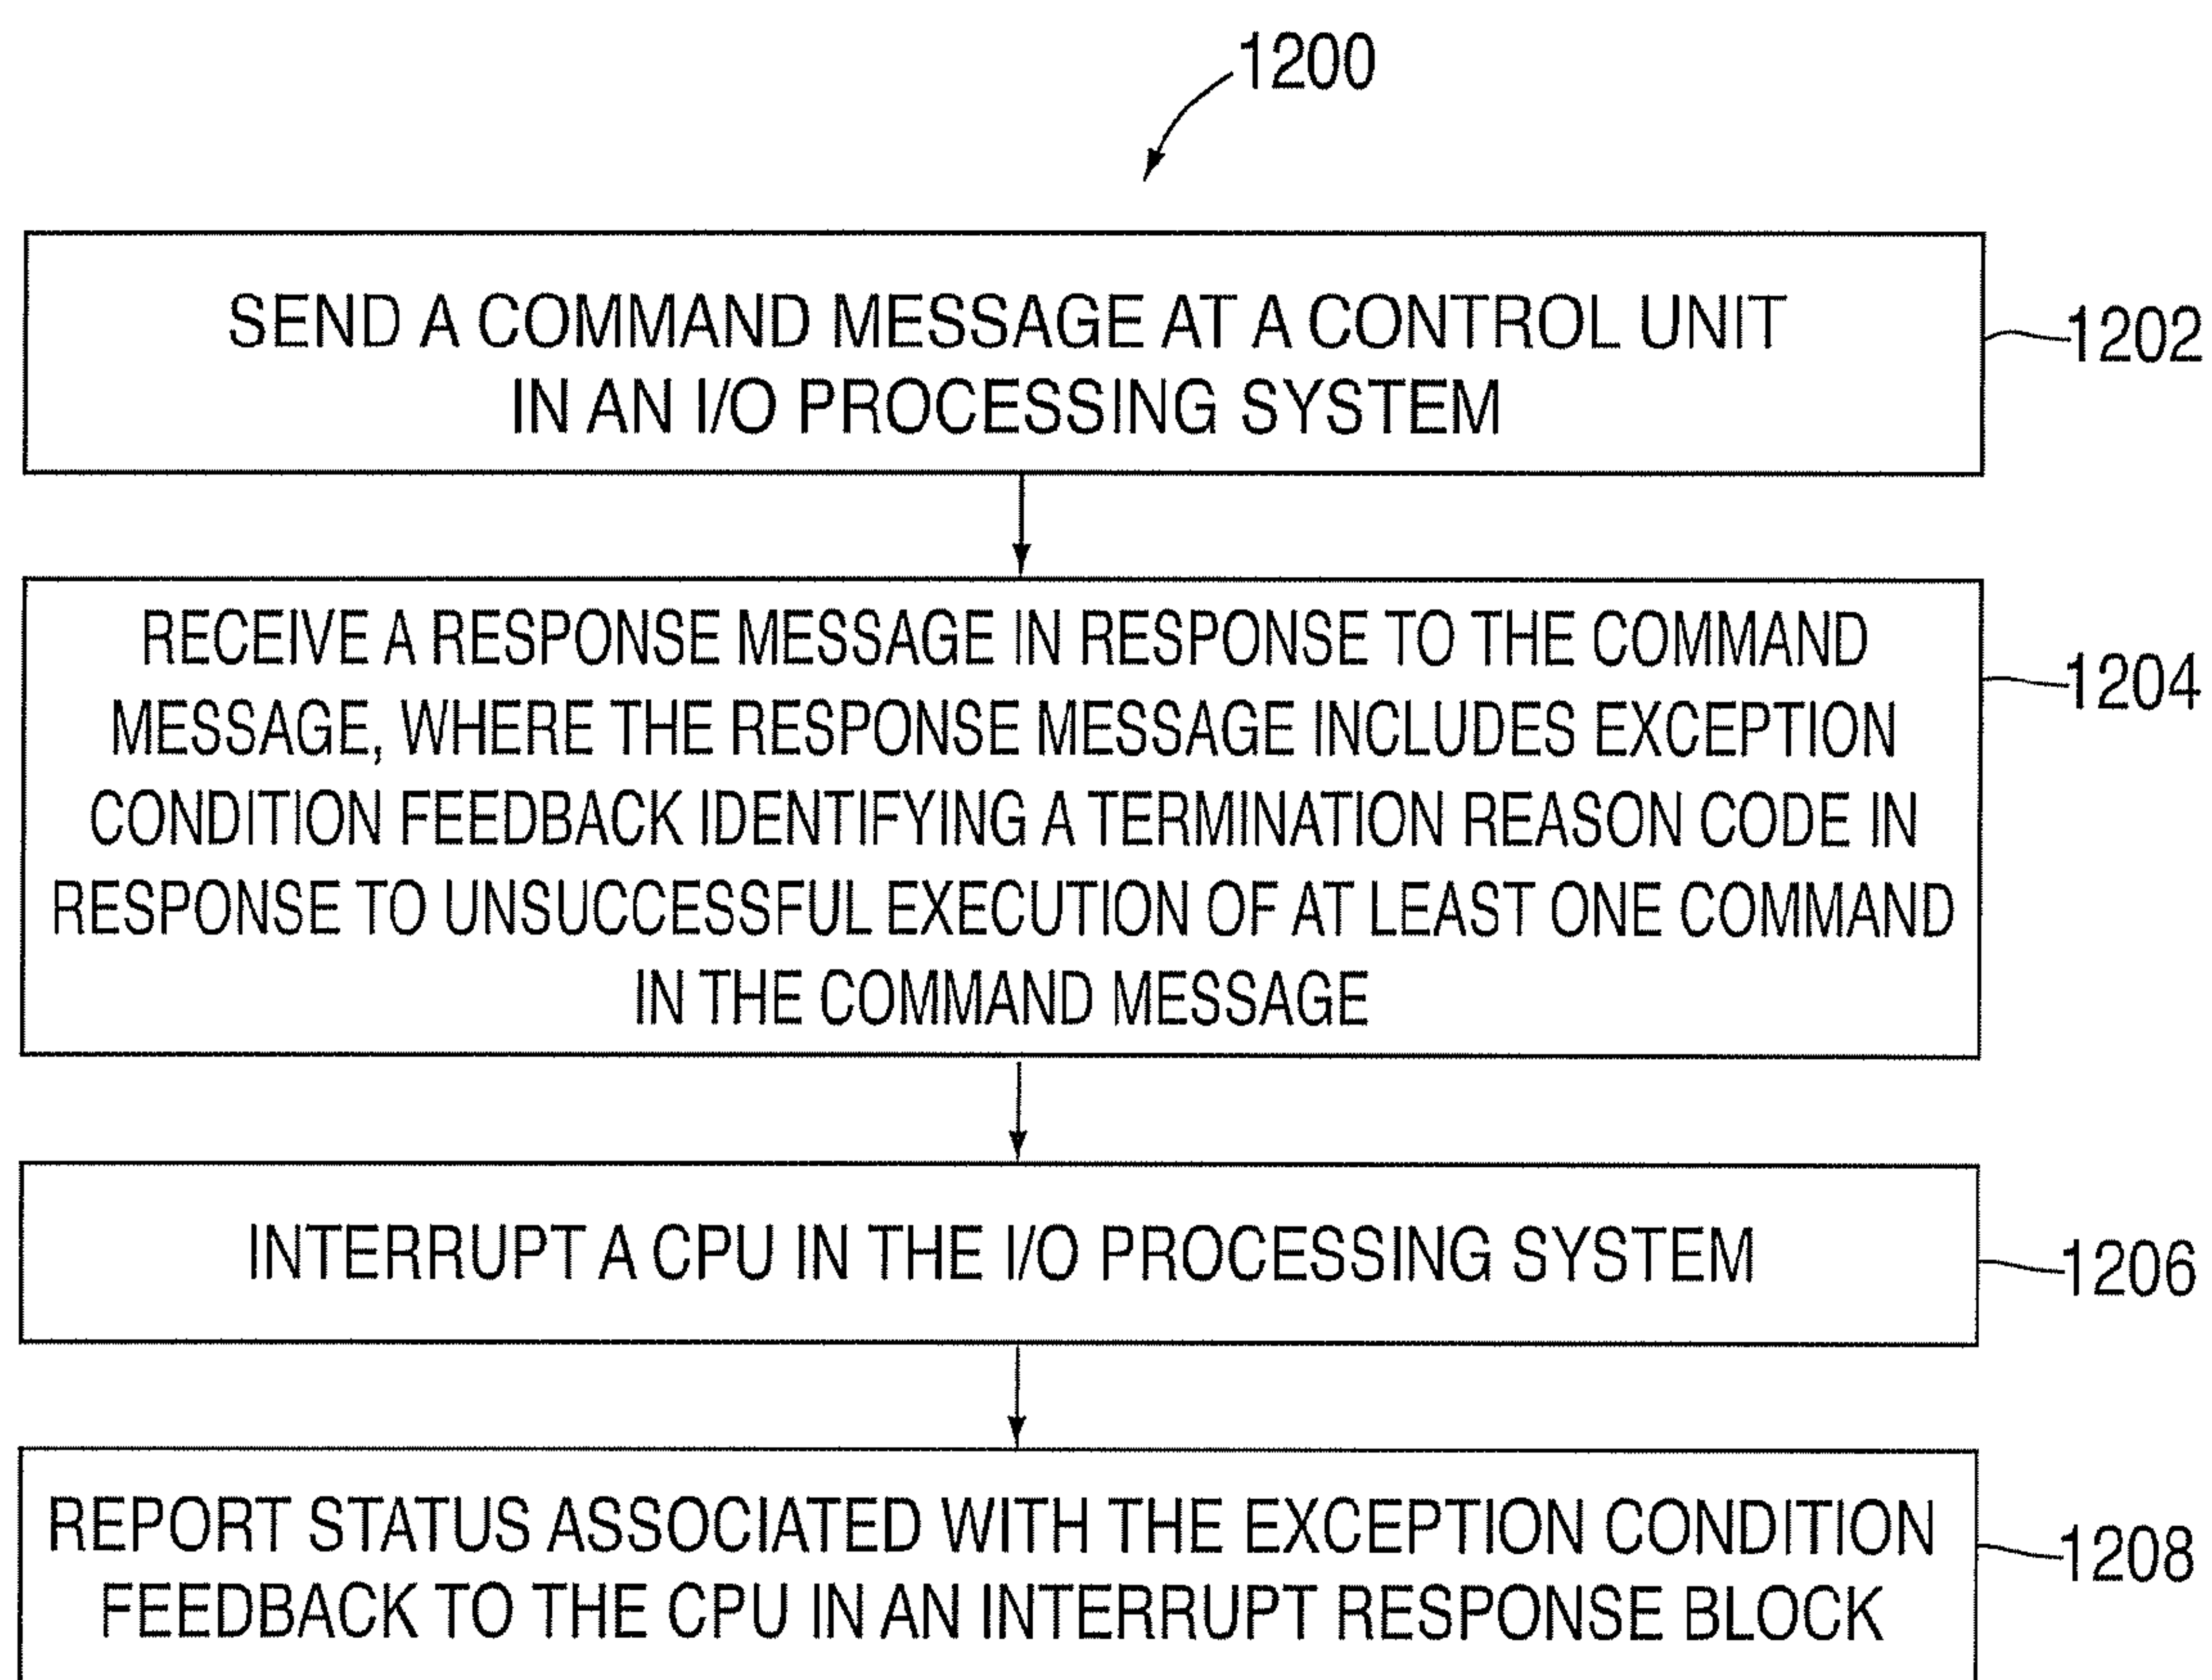 1200
SEND A COMMAND MESSAGE AT A CONTROL UNIT
IN AN I/O PROCESSING SYSTEM
1202
RECEIVE A RESPONSE MESSAGE IN RESPONSE TO THE COMMAND
MESSAGE, WHERE THE RESPONSE MESSAGE INCLUDES EXCEPTION
CONDITION FEEDBACK IDENTIFYING A TERMINATION REASON CODE IN
RESPONSE TO UNSUCCESSFUL EXECUTION OF AT LEAST ONE COMMAND
IN THE COMMAND MESSAGE
1204
INTERRUPT A CPU IN THE I/O PROCESSING SYSTEM
1206
REPORT STATUS ASSOCIATED WITH THE EXCEPTION CONDITION
FEEDBACK TO THE CPU IN AN INTERRUPT RESPONSE BLOCK
1208